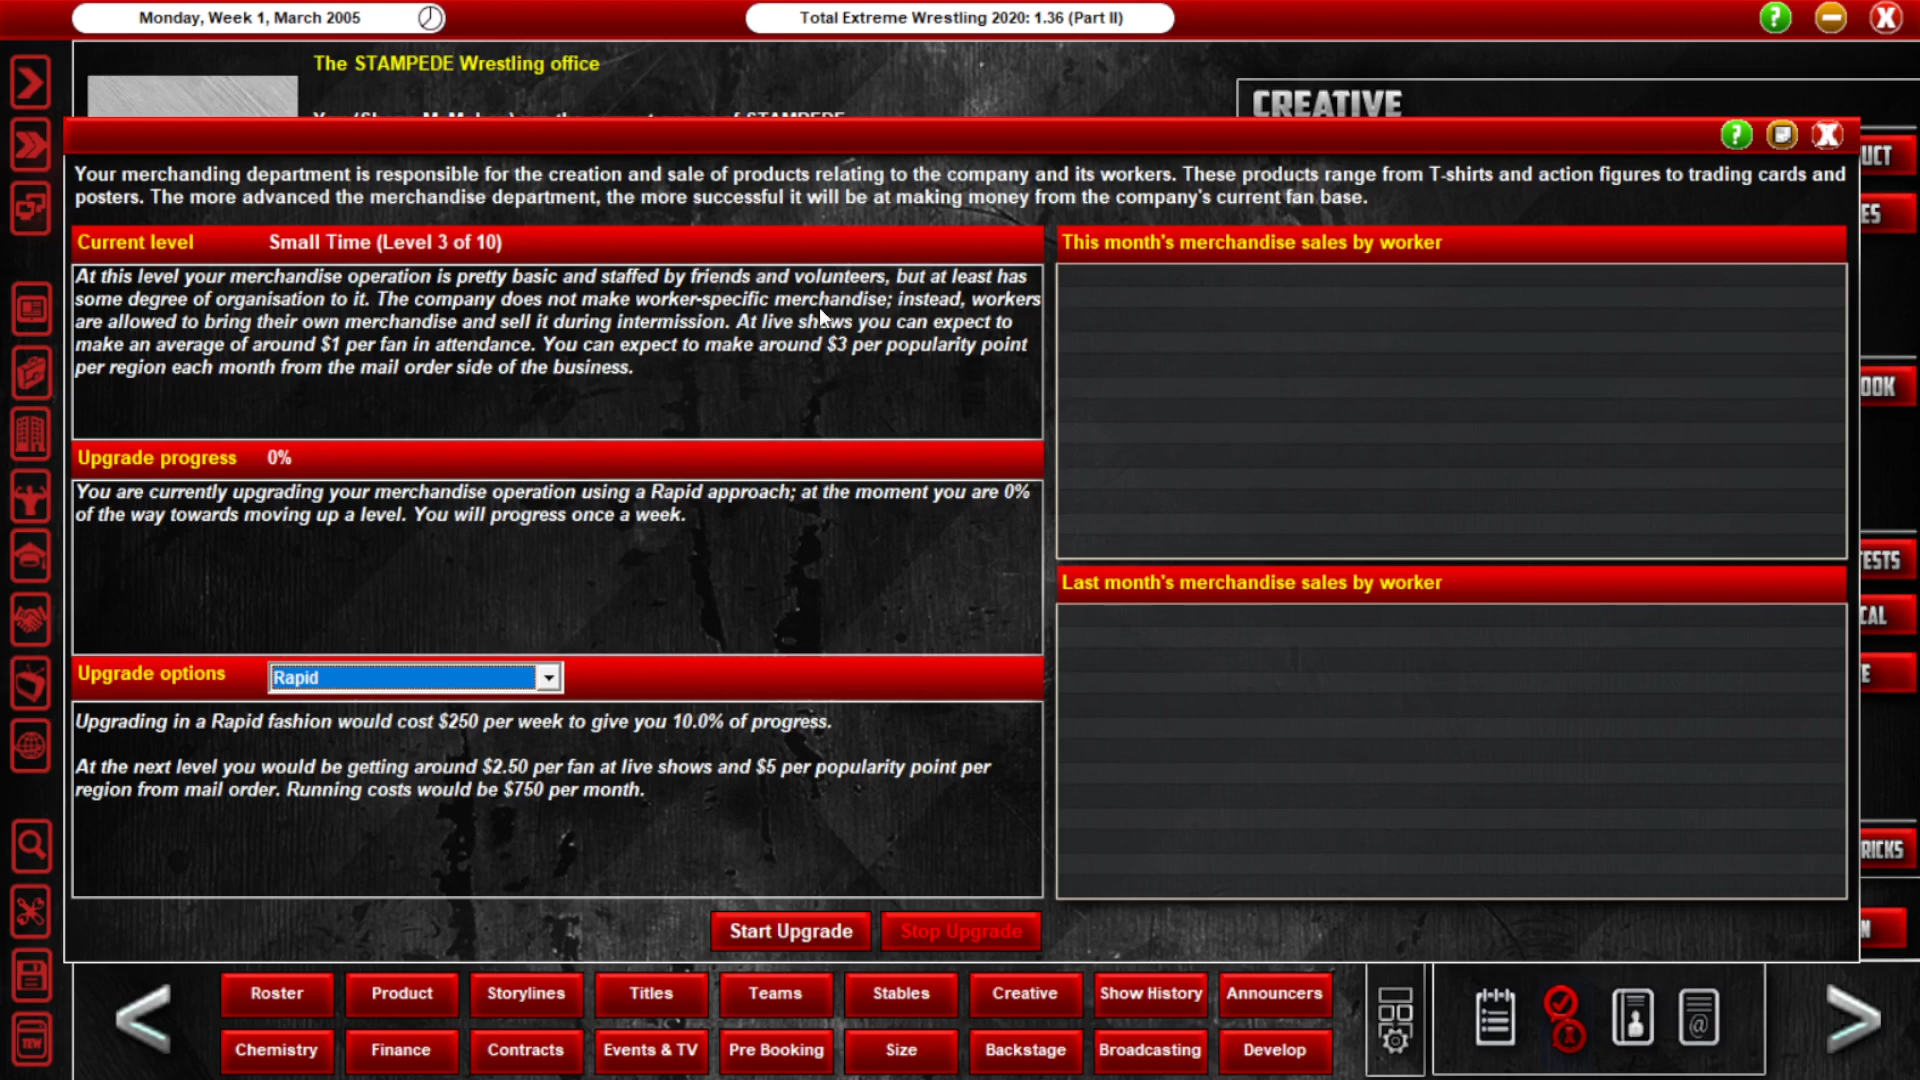 Monday, Week 1, March 2005
Total Extreme Wrestling 2020: 1.36 (Part II)
The STAMPEDE Wrestling office
CREATIVE
Your merchanding department is responsible for the creation and sale of products relating to the company and its workers. These products range from T-shirts and action figures to trading cards and
posters. The more advanced the merchandise department, the more successful it will be at making money from the company's current fan base.
Current level Small Time (Level 3 of 10)
At this level your merchandise operation is pretty basic and staffed by friends and volunteers, but at least has
some degree of organisation to it. The company does not make worker-specific merchandise; instead, workers
are allowed to bring their own merchandise and sell it during intermission. At live shows you can expect to
make an average of around $1 per fan in attendance. You can expect to make around $3 per popularity point
per region each month from the mail order side of the business.
Upgrade progress 0%
You are currently upgrading your merchandise operation using a Rapid approach; at the moment you are 0%
of the way towards moving up a level. You will progress once a week.
Upgrade options Rapid
Upgrading in a Rapid fashion would cost $250 per week to give you 10.0% of progress.
At the next level you would be getting around $2.50 per fan at live shows and $5 per popularity point per
region from mail order. Running costs would be $750 per month.
This month's merchandise sales by worker
Last month's merchandise sales by worker
Start Upgrade Stop Upgrade
UCT
ES
OOK
TESTS
CAL
E
RICKS
N
TEW
Roster Product Storylines Titles Teams Stables Creative Show History Announcers
Chemistry Finance Contracts Events & TV Pre Booking Size Backstage Broadcasting Develop